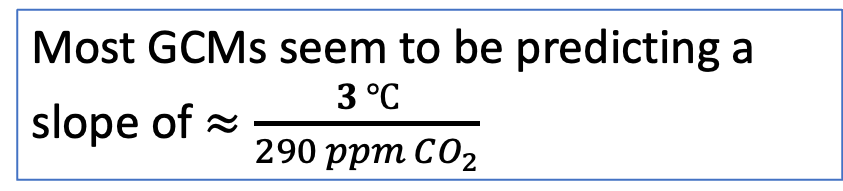 Most GCMs seem to be predicting a
slope of ≈ 3 °C
290 ppm CO₂